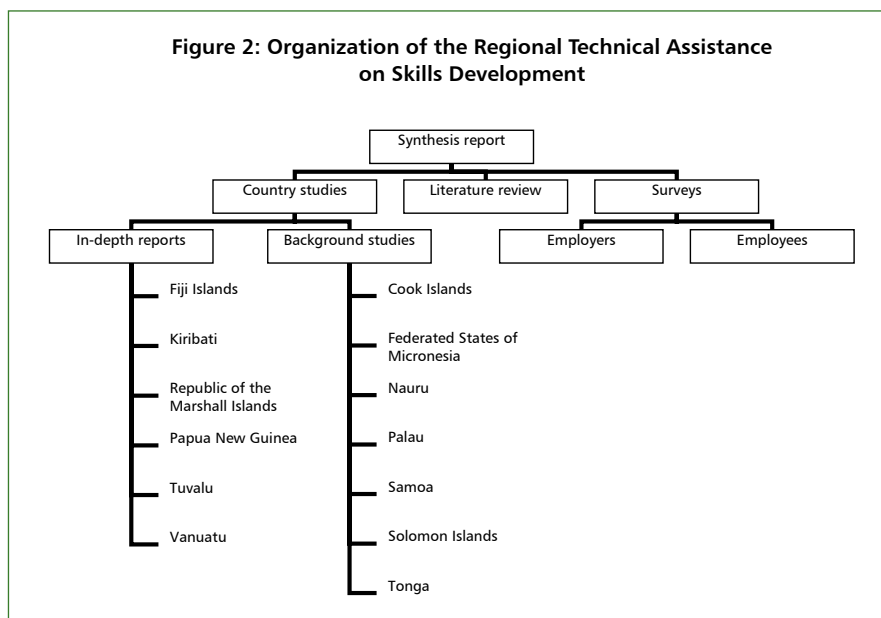 Figure 2: Organization of the Regional Technical Assistance
on Skills Development
Synthesis report
Country studies
Literature review
Surveys
In-depth reports
Background studies
Employers
Employees
Fiji Islands
Kiribati
Republic of the
Marshall Islands
Papua New Guinea
Tuvalu
Vanuatu
Cook Islands
Federated States of
Micronesia
Nauru
Palau
Samoa
Solomon Islands
Tonga